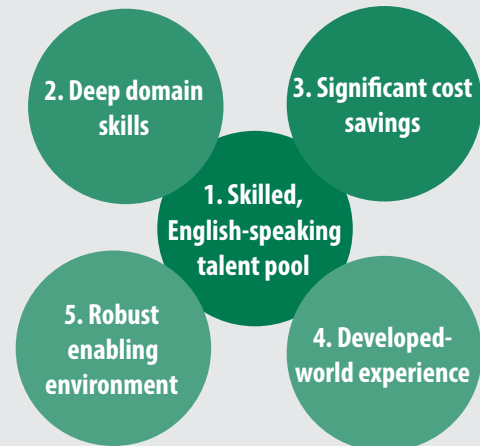 2. Deep domain
skills
3. Significant cost
savings
1. Skilled,
English-speaking
talent pool
5. Robust
enabling
environment
4. Developed-
world experience